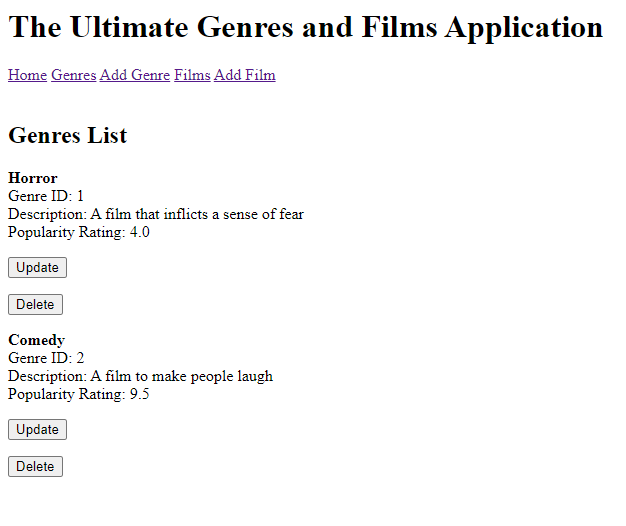 The Ultimate Genres and Films Application
Home Genres Add Genre Films Add Film
Genres List
Horror
Genre ID: 1
Description: A film that inflicts a sense of fear
Popularity Rating: 4.0
Update
Delete
Comedy
Genre ID: 2
Description: A film to make people laugh
Popularity Rating: 9.5
Update
Delete